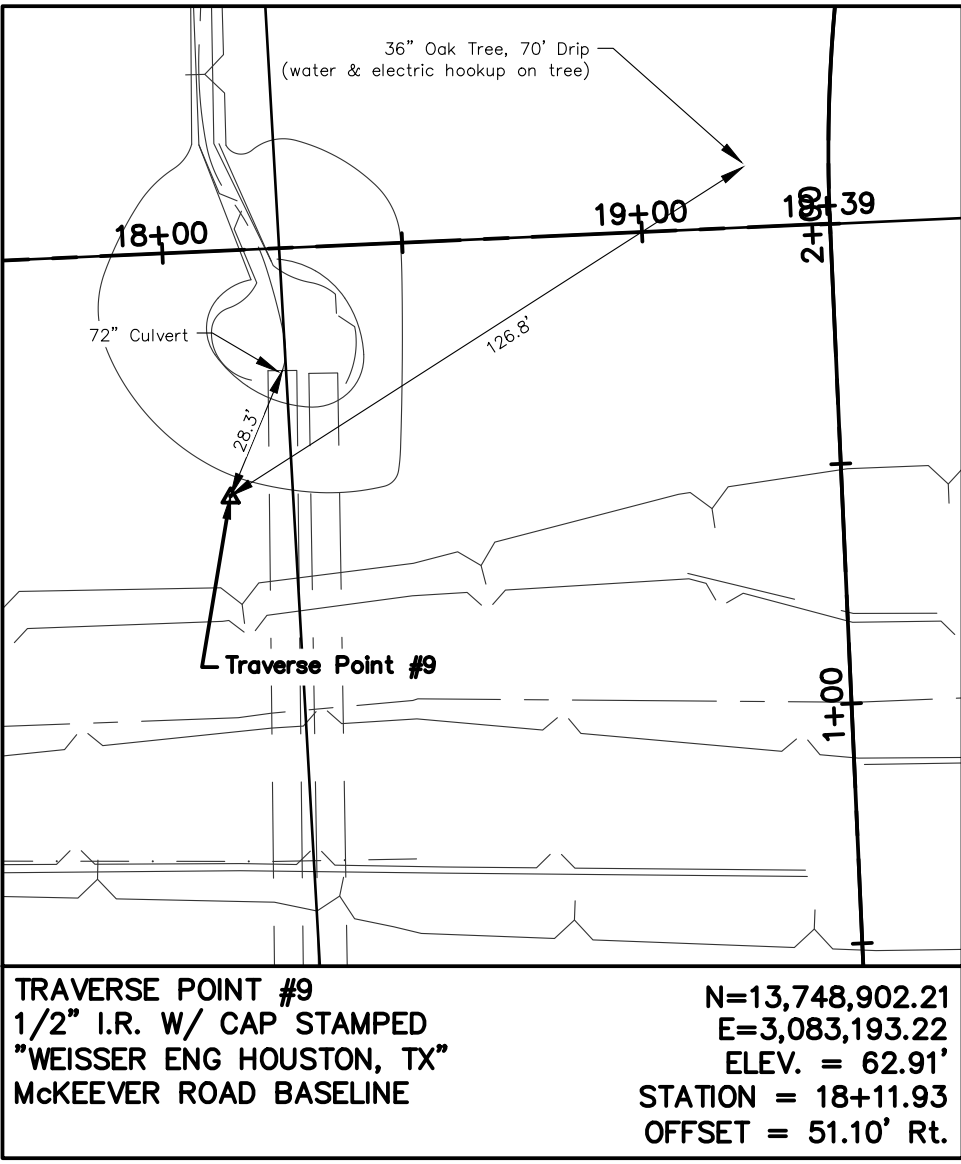 36" Oak Tree, 70' Drip
(water & electric hookup on tree)
18+00
19+00
19+39
2+00
72" Culvert
126.8'
28.3'
Traverse Point #9
1+00
TRAVERSE POINT #9
1/2" I.R. W/ CAP STAMPED
"WEISSER ENG HOUSTON, TX"
McKEEVER ROAD BASELINE
N=13,748,902.21
E=3,083,193.22
ELEV. = 62.91'
STATION = 18+11.93
OFFSET = 51.10' Rt.